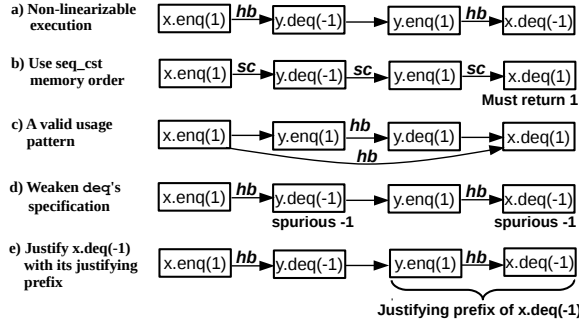 a) Non-linearizable execution
x.enq(1) hb y.deq(-1) y.enq(1) hb x.deq(-1)
b) Use seq_cst memory order
x.enq(1) sc y.deq(-1) sc y.enq(1) sc x.deq(1)
Must return 1
c) A valid usage pattern
x.enq(1) y.enq(1) hb y.deq(1) x.deq(1)
hb
d) Weaken deq's specification
x.enq(1) hb y.deq(-1) y.enq(1) hb x.deq(-1)
spurious -1 spurious -1
e) Justify x.deq(-1) with its justifying prefix
x.enq(1) hb y.deq(-1) y.enq(1) hb x.deq(-1)
Justifying prefix of x.deq(-1)